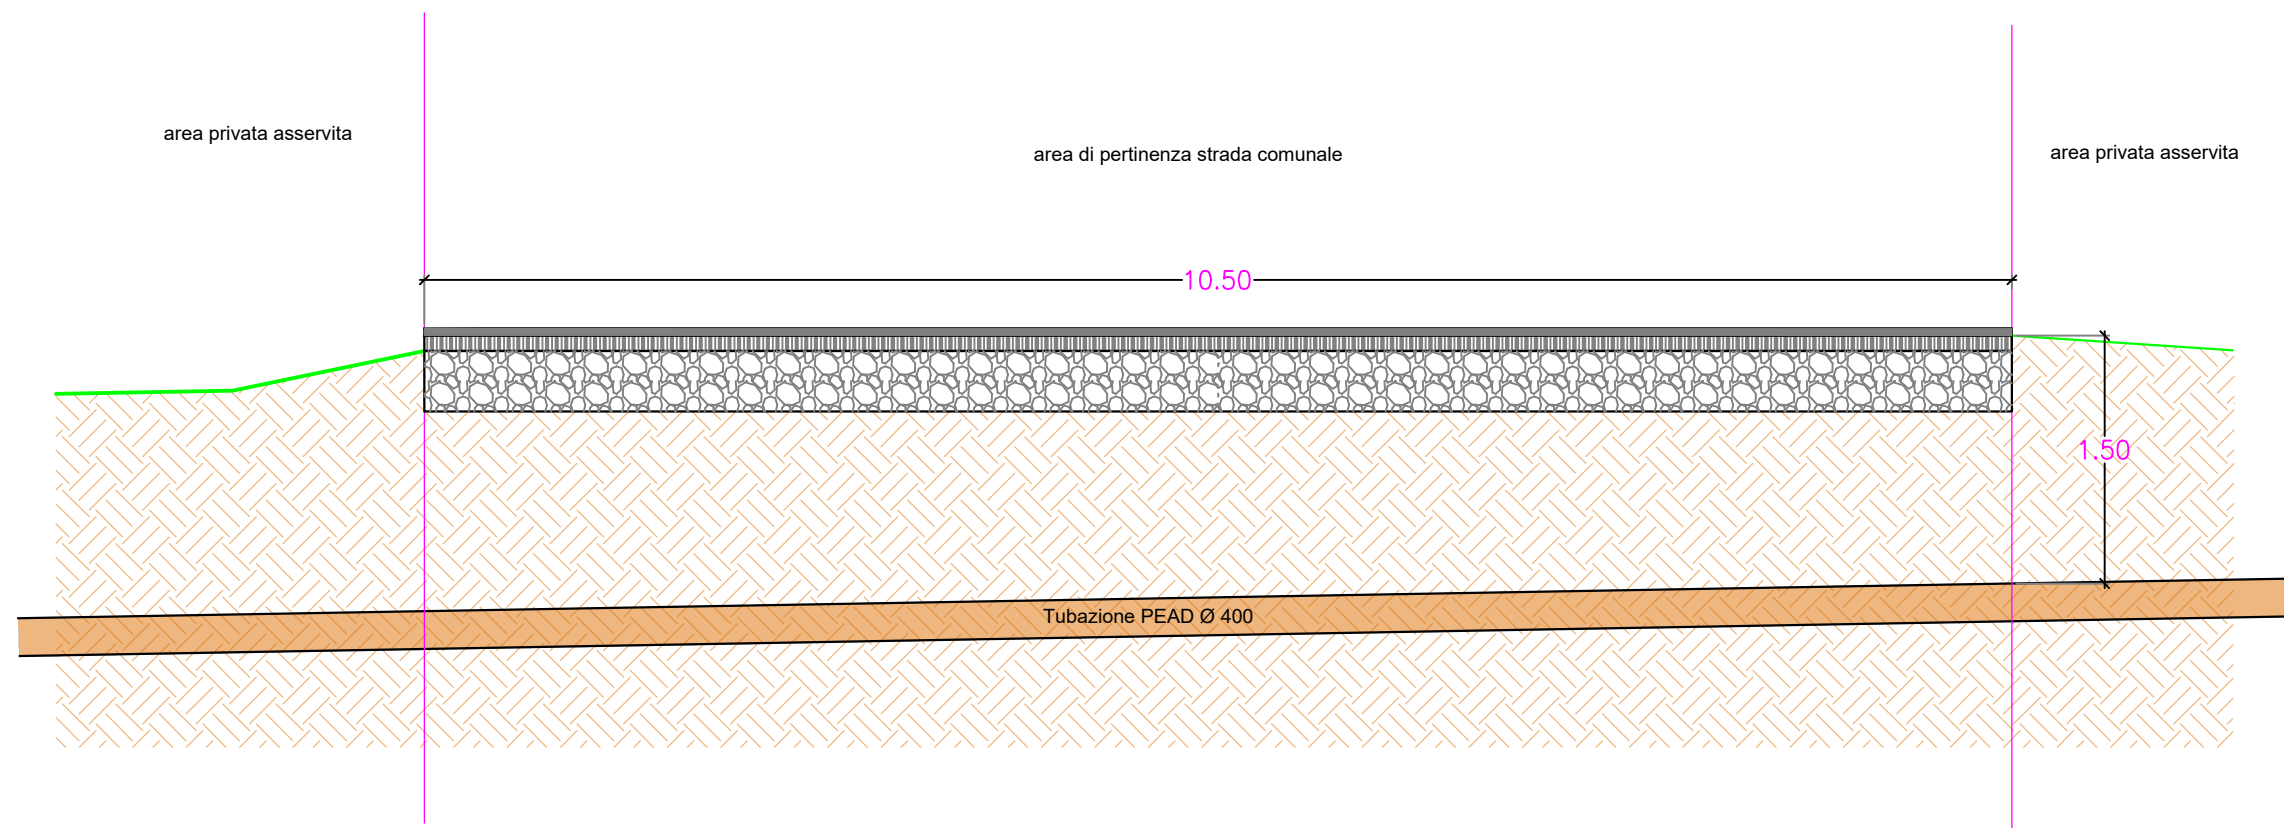 area privata asservita
area di pertinenza strada comunale
area privata asservita
10.50
1.50
Tubazione PEAD Ø 400